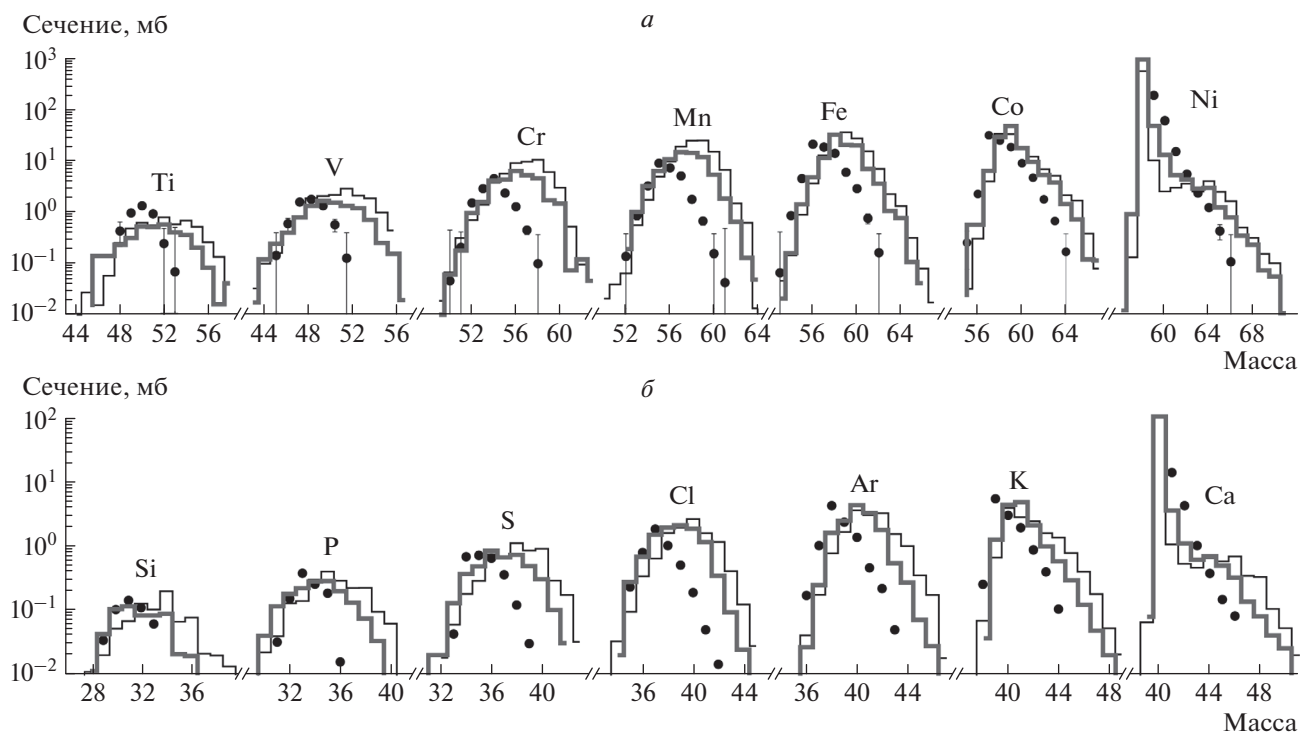 Сечение, мб
а
10³
10²
10¹
10⁰
10⁻¹
10⁻²
Ti
V
Cr
Mn
Fe
Co
Ni
44 48 52 56 44 48 52 56 52 56 60 52 56 60 64 56 60 64 60 64 60 64 68
Масса
Сечение, мб
б
10²
10¹
10⁰
10⁻¹
10⁻²
Si
P
S
Cl
Ar
K
Ca
28 32 36 32 36 40 32 36 40 36 40 44 36 40 44 40 44 48 40 44 48
Масса